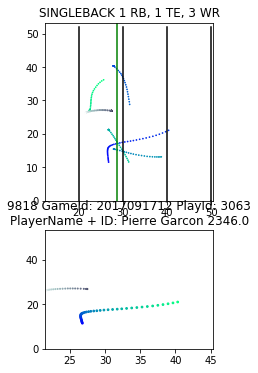 SINGLEBACK 1 RB, 1 TE, 3 WR
50
40
30
20
10
0
20 30 40 50
9818 GameId: 2017091712 PlayId: 3063
PlayerName + ID: Pierre Garcon 2346.0
40
20
0
25 30 35 40 45